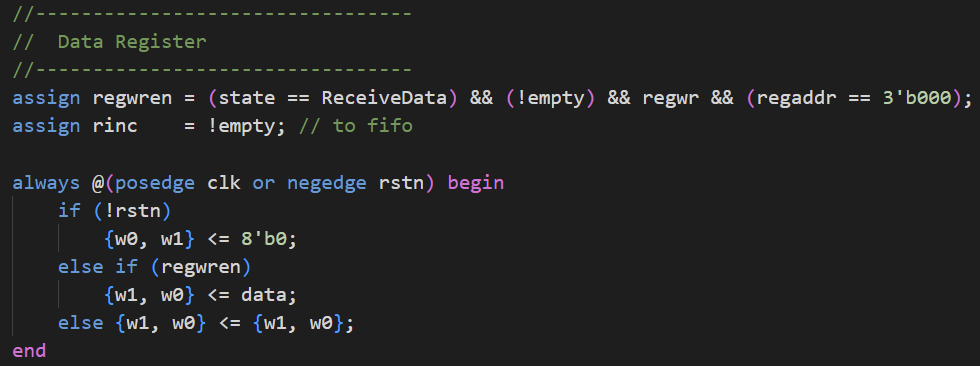 //---------------------------------
//  Data Register
//---------------------------------
assign regwren = (state == ReceiveData) && (!empty) && regwr && (regaddr == 3'b000);
assign rinc    = !empty; // to fifo

always @(posedge clk or negedge rstn) begin
    if (!rstn)
        {w0, w1} <= 8'b0;
    else if (regwren)
        {w1, w0} <= data;
    else {w1, w0} <= {w1, w0};
end